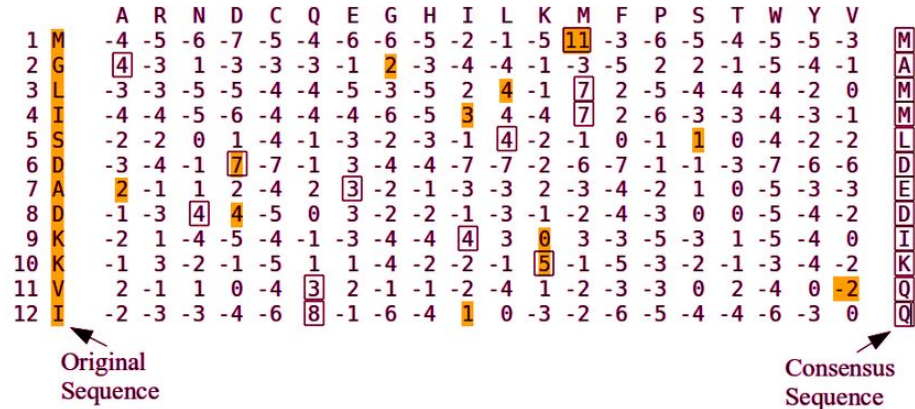 A R N D C Q E G H I L K M F P S T W Y V
1 M -4 -5 -6 -7 -5 -4 -6 -6 -5 -2 -1 -5 11 -3 -6 -5 -4 -5 -5 -3 M
2 G 4 -3 1 -3 -3 -3 -1 2 -3 -4 -4 -1 -3 -5 2 2 -1 -5 -4 -1 A
3 L -3 -3 -5 -5 -4 -4 -5 -3 -5 2 4 -1 7 2 -5 -4 -4 -4 -2 0 M
4 I -4 -4 -5 -6 -4 -4 -4 -6 -5 3 4 -4 7 2 -6 -3 -3 -4 -3 -1 M
5 S -2 -2 0 1 -4 -1 -3 -2 -3 -1 4 -2 -1 0 -1 1 0 -4 -2 -2 L
6 D -3 -4 -1 7 -7 -1 3 -4 -4 -7 -7 -2 -6 -7 -1 -1 -3 -7 -6 -6 D
7 A 2 -1 1 2 -4 2 3 -2 -1 -3 -3 2 -3 -4 -2 1 0 -5 -3 -3 E
8 D -1 -3 4 4 -5 0 3 -2 -2 -1 -3 -1 -2 -4 -3 0 0 -5 -4 -2 D
9 K -2 1 -4 -5 -4 -1 -3 -4 -4 4 3 0 3 -3 -5 -3 1 -5 -4 0 I
10 K -1 3 -2 -1 -5 1 1 -4 -2 -2 -1 5 -1 -5 -3 -2 -1 -3 -4 -2 K
11 V 2 -1 1 0 -4 3 2 -1 -1 -2 -4 1 -2 -3 -3 0 2 -4 0 -2 Q
12 I -2 -3 -3 -4 -6 8 -1 -6 -4 1 0 -3 -2 -6 -5 -4 -4 -6 -3 0 Q
Original
Sequence
Consensus
Sequence